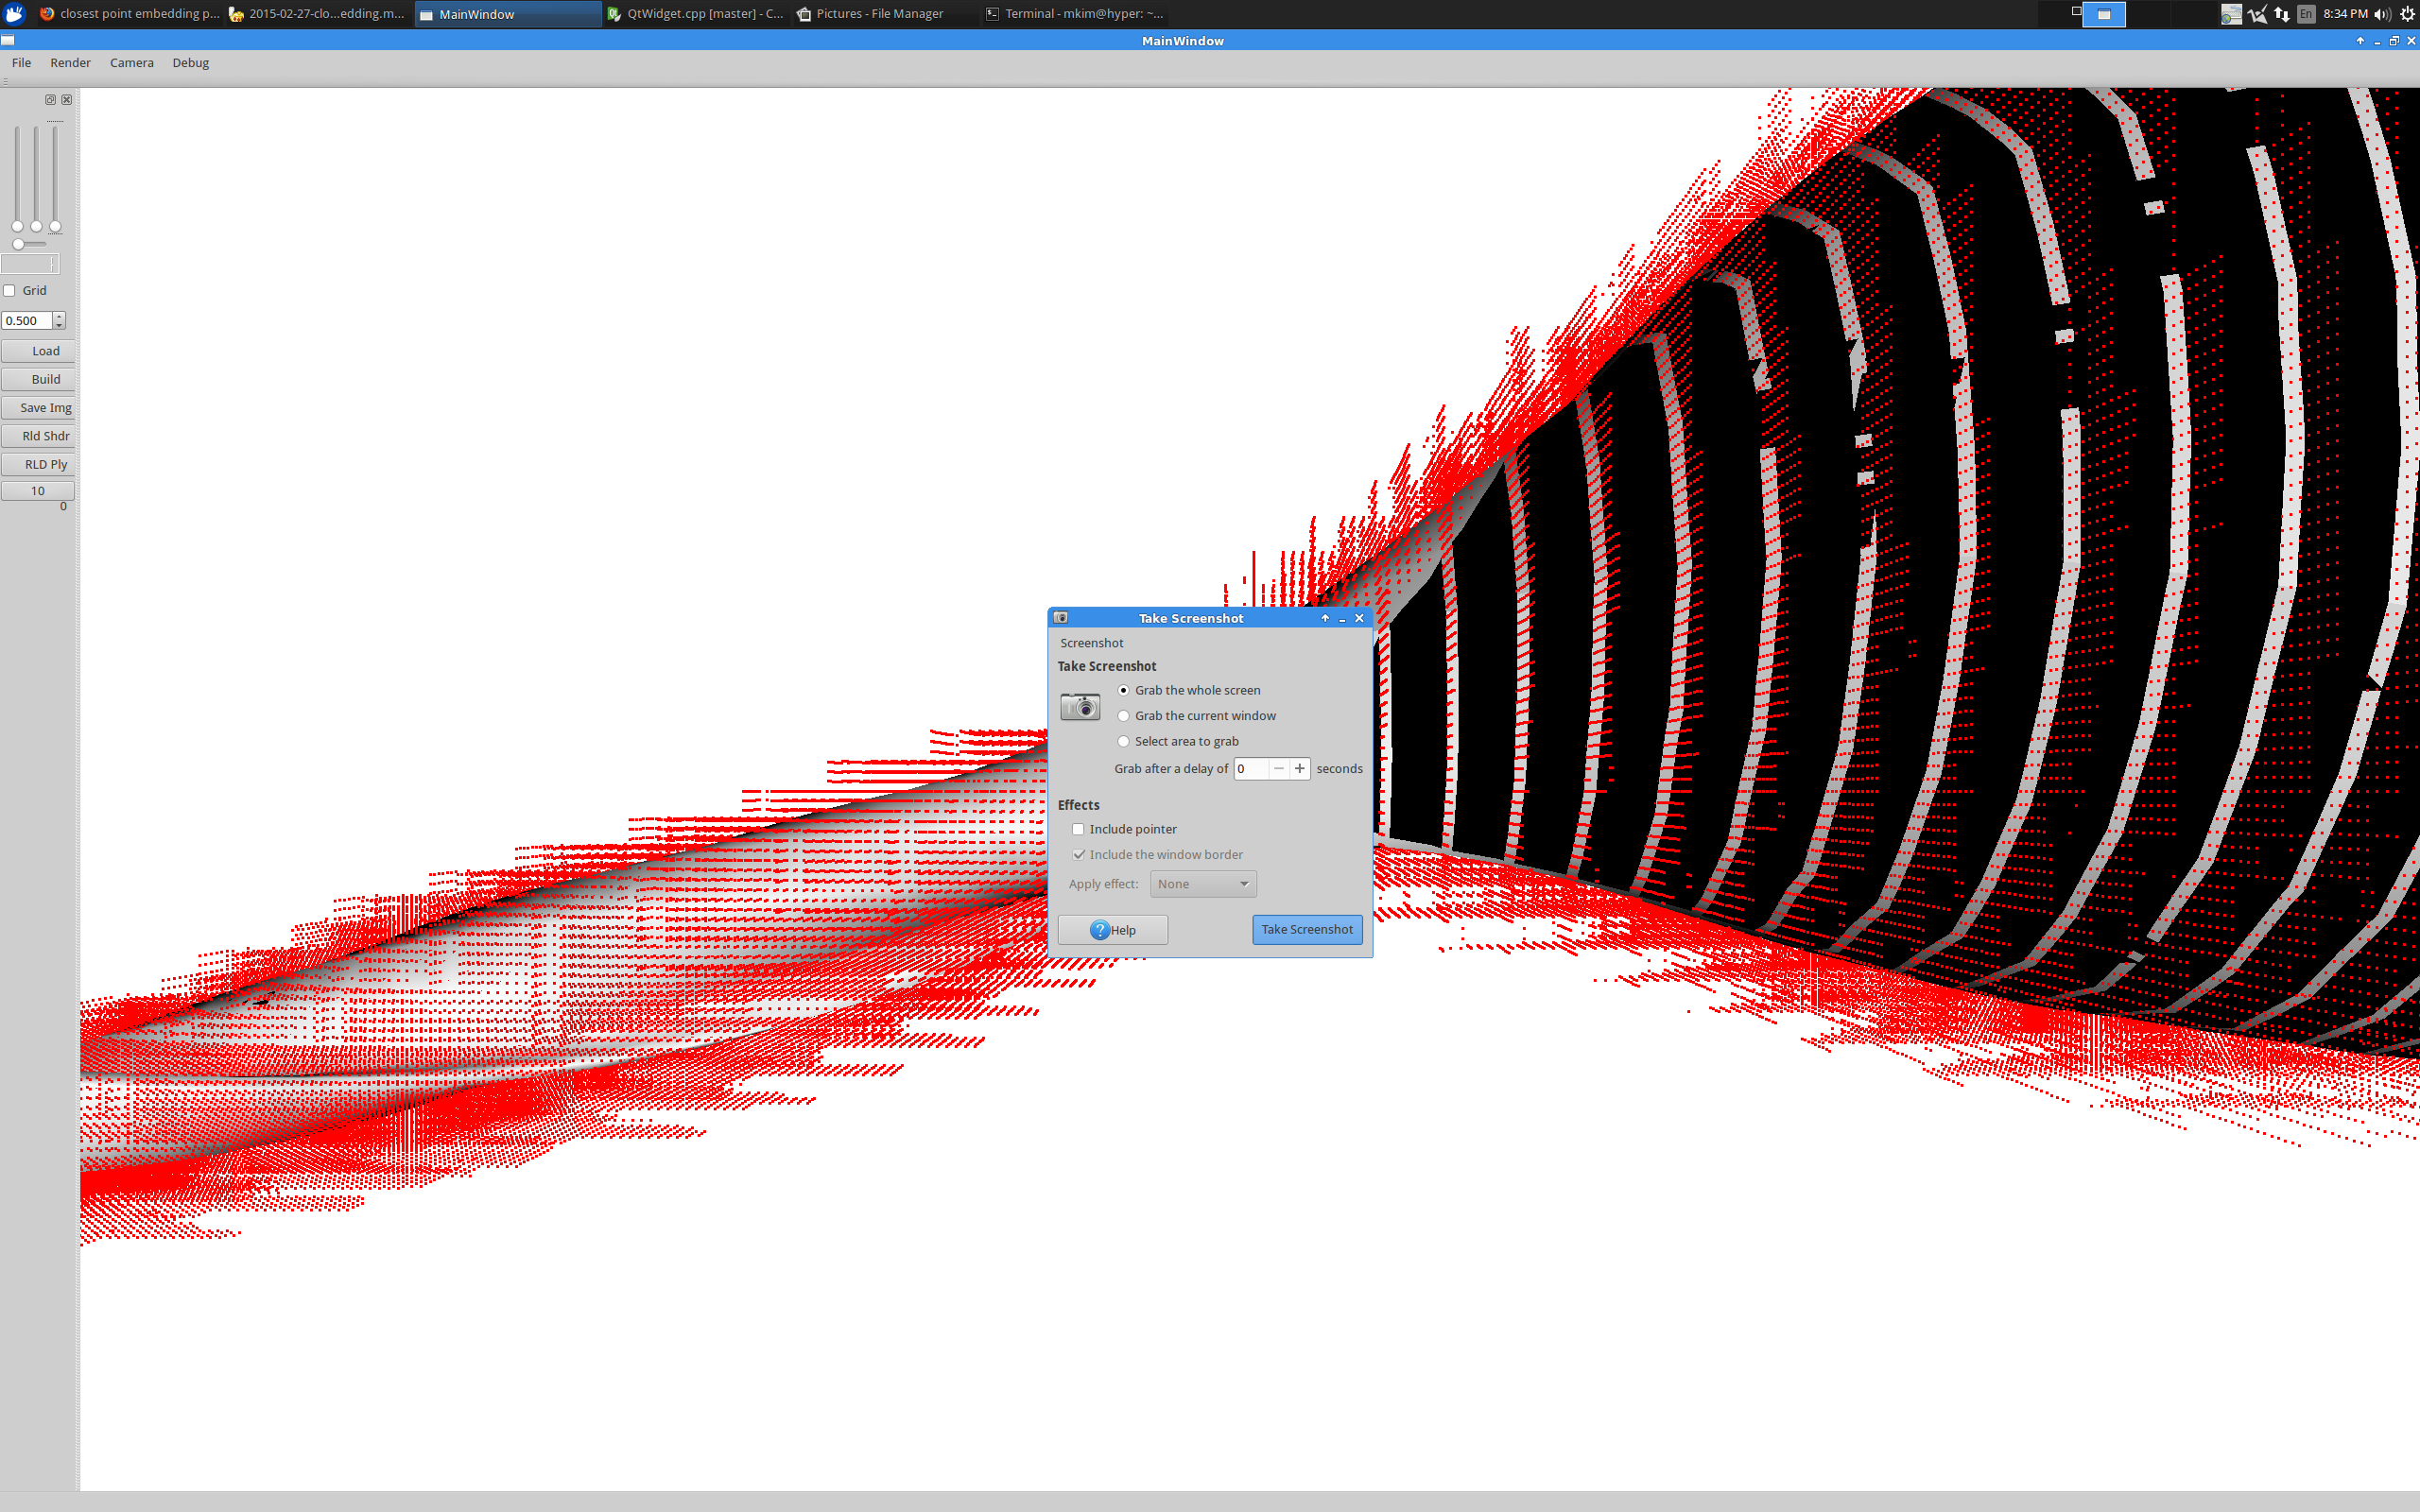 closest point embedding p...
2015-02-27-clo...edding.m...
MainWindow
QtWidget.cpp [master] - C...
Pictures - File Manager
Terminal - mkim@hyper: ~...
En
8:34 PM
MainWindow
File Render Camera Debug
Grid
0.500
Load
Build
Save Img
Rld Shdr
RLD Ply
10
0
Take Screenshot
Screenshot
Take Screenshot
Grab the whole screen
Grab the current window
Select area to grab
Grab after a delay of 0 seconds
Effects
Include pointer
Include the window border
Apply effect: None
Help
Take Screenshot